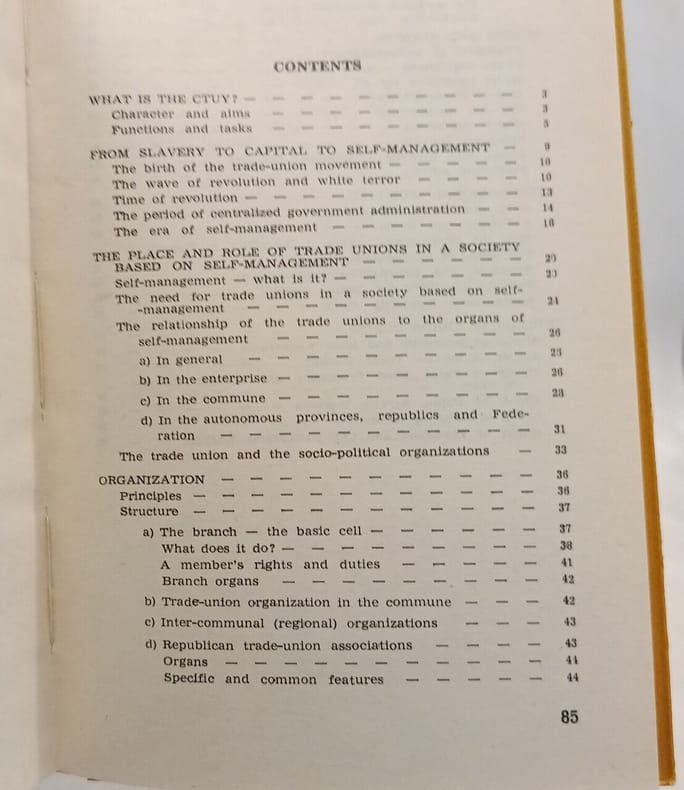 CONTENTS
WHAT IS THE CTUY? — — — — — — — — — 3
Character and aims — — — — — — — — 3
Functions and tasks — — — — — — — — 5
FROM SLAVERY TO CAPITAL TO SELF-MANAGEMENT — 9
The birth of the trade-union movement — — — — — 10
The wave of revolution and white terror — — — — 10
Time of revolution — — — — — — — — — 13
The period of centralized government administration — — 14
The era of self-management — — — — — — — 16
THE PLACE AND ROLE OF TRADE UNIONS IN A SOCIETY
BASED ON SELF-MANAGEMENT — — — — — — 20
Self-management — what is it? — — — — — — — 20
The need for trade unions in a society based on self-
-management — — — — — — — — — — 24
The relationship of the trade unions to the organs of
self-management — — — — — — — — — 26
a) In general — — — — — — — — — — 26
b) In the enterprise — — — — — — — — — 26
c) In the commune — — — — — — — — — 28
d) In the autonomous provinces, republics and Fede-
ration — — — — — — — — — — — 31
The trade union and the socio-political organizations — 33
ORGANIZATION — — — — — — — — — — — 36
Principles — — — — — — — — — — — — 36
Structure — — — — — — — — — — — — 37
a) The branch — the basic cell — — — — — — 37
What does it do? — — — — — — — — — 38
A member's rights and duties — — — — — 41
Branch organs — — — — — — — — — 42
b) Trade-union organization in the commune — — — 42
c) Inter-communal (regional) organizations — — — 43
d) Republican trade-union associations — — — — 43
Organs — — — — — — — — — — — 44
Specific and common features — — — — — 44
85